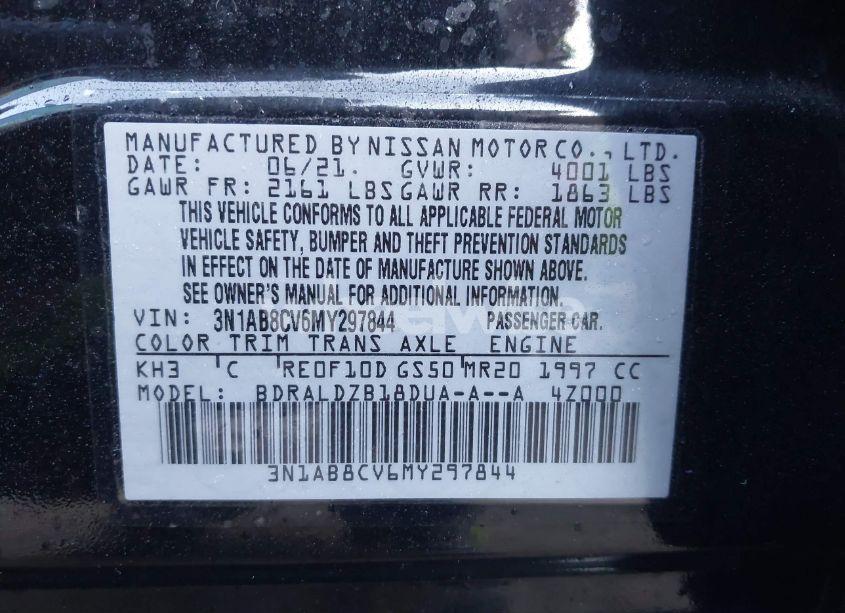 MANUFACTURED BY NISSAN MOTOR CO., LTD.
DATE: 06/21. GVWR: 4001 LBS
GAWR FR: 2161 LBS GAWR RR: 1863 LBS
THIS VEHICLE CONFORMS TO ALL APPLICABLE FEDERAL MOTOR
VEHICLE SAFETY, BUMPER AND THEFT PREVENTION STANDARDS
IN EFFECT ON THE DATE OF MANUFACTURE SHOWN ABOVE.
SEE OWNER'S MANUAL FOR ADDITIONAL INFORMATION.
VIN: 3N1AB8CV6MY297844 PASSENGER CAR.
COLOR TRIM TRANS AXLE ENGINE
KH3 C RE0F10D GS50 MR20 1997 CC
MODEL: BDRALDZB18DUA-A--A 4Z000
3N1AB8CV6MY297844